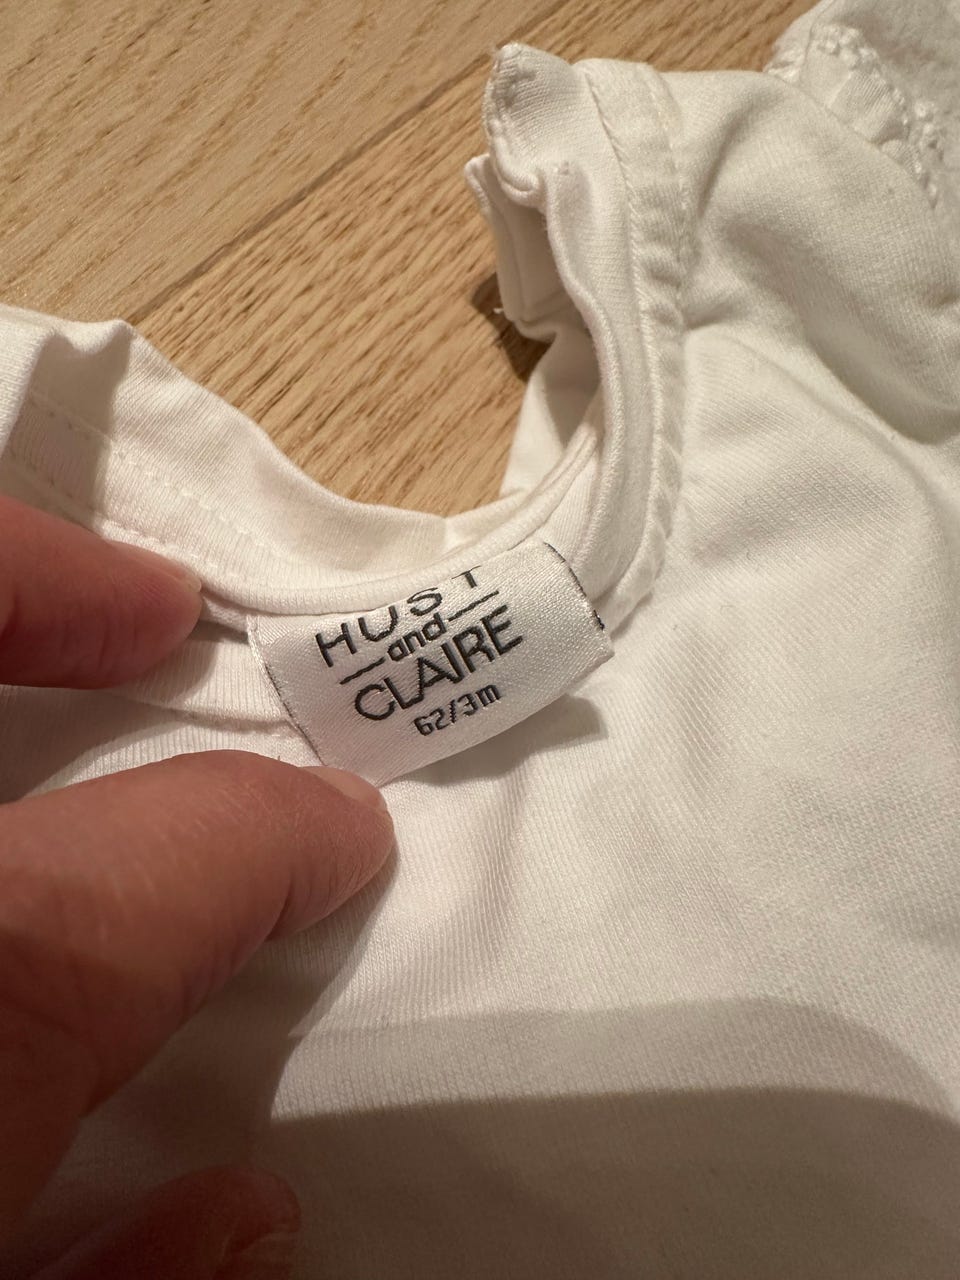 HUST
and
CLAIRE
62/3m